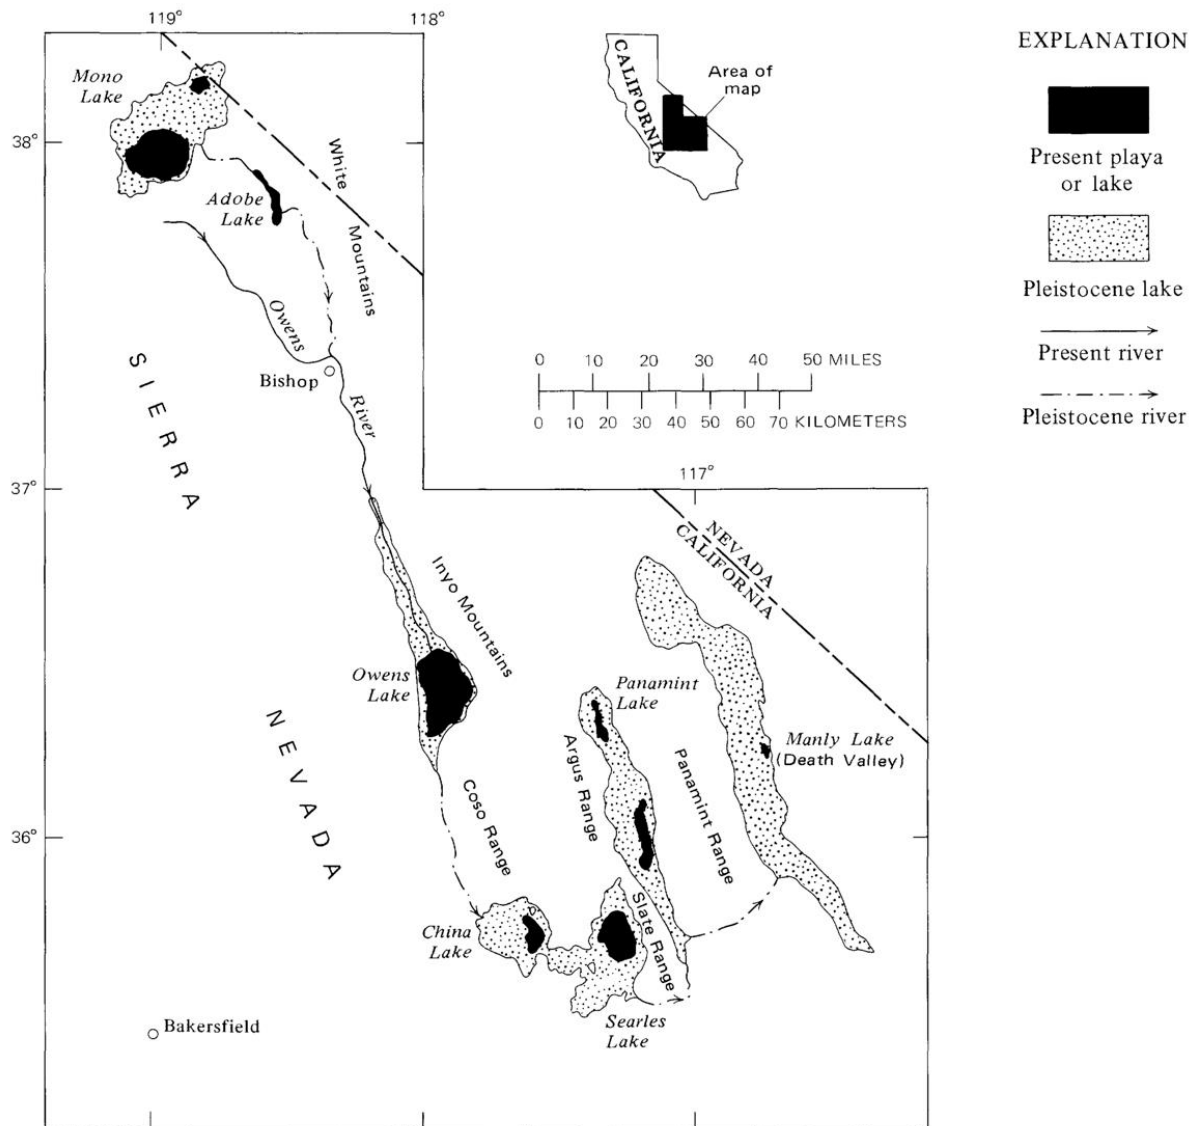 119°
118°
EXPLANATION
Mono
Lake
CALIFORNIA
Area of
map
38°
White
Mountains
Present playa
or lake
Adobe
Lake
Pleistocene lake
Owens
River
0 10 20 30 40 50 MILES
Present river
SIERRA
Bishop
0 10 20 30 40 50 60 70 KILOMETERS
Pleistocene river
37°
117°
NEVADA
CALIFORNIA
Inyo Mountains
Owens
Lake
Panamint
Lake
NEVADA
Argus Range
Panamint Range
Manly Lake
(Death Valley)
Coso Range
36°
Slate Range
China
Lake
Searles
Lake
Bakersfield